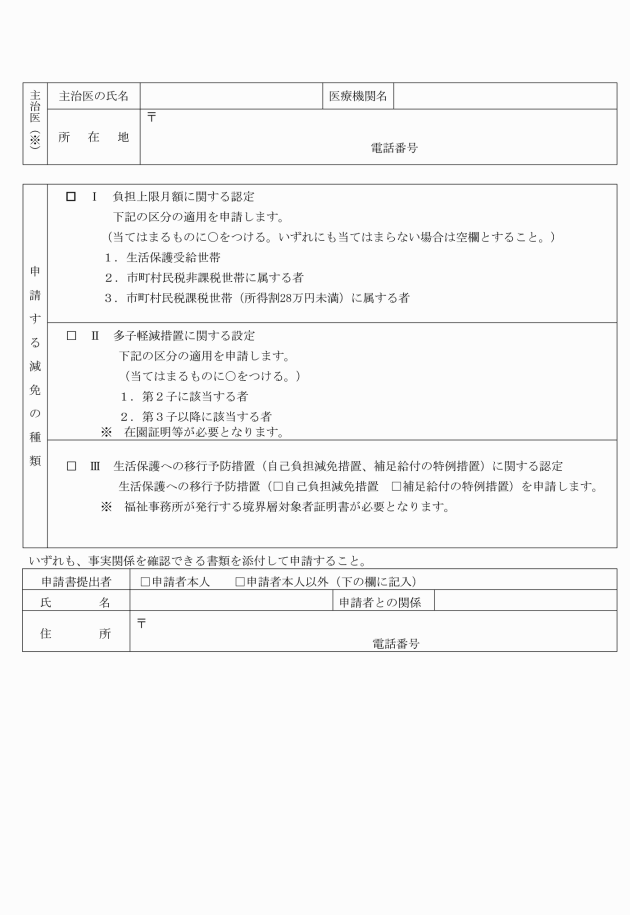 主治医（※）
主治医の氏名　医療機関名
所在地　〒
電話番号
申請する減免の種類
□　Ⅰ　負担上限月額に関する認定
下記の区分の適用を申請します。
（当てはまるものに○をつける。いずれにも当てはまらない場合は空欄とすること。）
１．生活保護受給世帯
２．市町村民税非課税世帯に属する者
３．市町村民税課税世帯（所得割28万円未満）に属する者
□　Ⅱ　多子軽減措置に関する設定
下記の区分の適用を申請します。
（当てはまるものに○をつける。）
１．第２子に該当する者
２．第３子以降に該当する者
※　在園証明等が必要となります。
□　Ⅲ　生活保護への移行予防措置（自己負担減免措置、補足給付の特例措置）に関する認定
生活保護への移行予防措置（□自己負担減免措置　□補足給付の特例措置）を申請します。
※　福祉事務所が発行する境界層対象者証明書が必要となります。
いずれも、事実関係を確認できる書類を添付して申請すること。
申請書提出者　□申請者本人　□申請者本人以外（下の欄に記入）
氏　名　申請者との関係
住　所　〒
電話番号